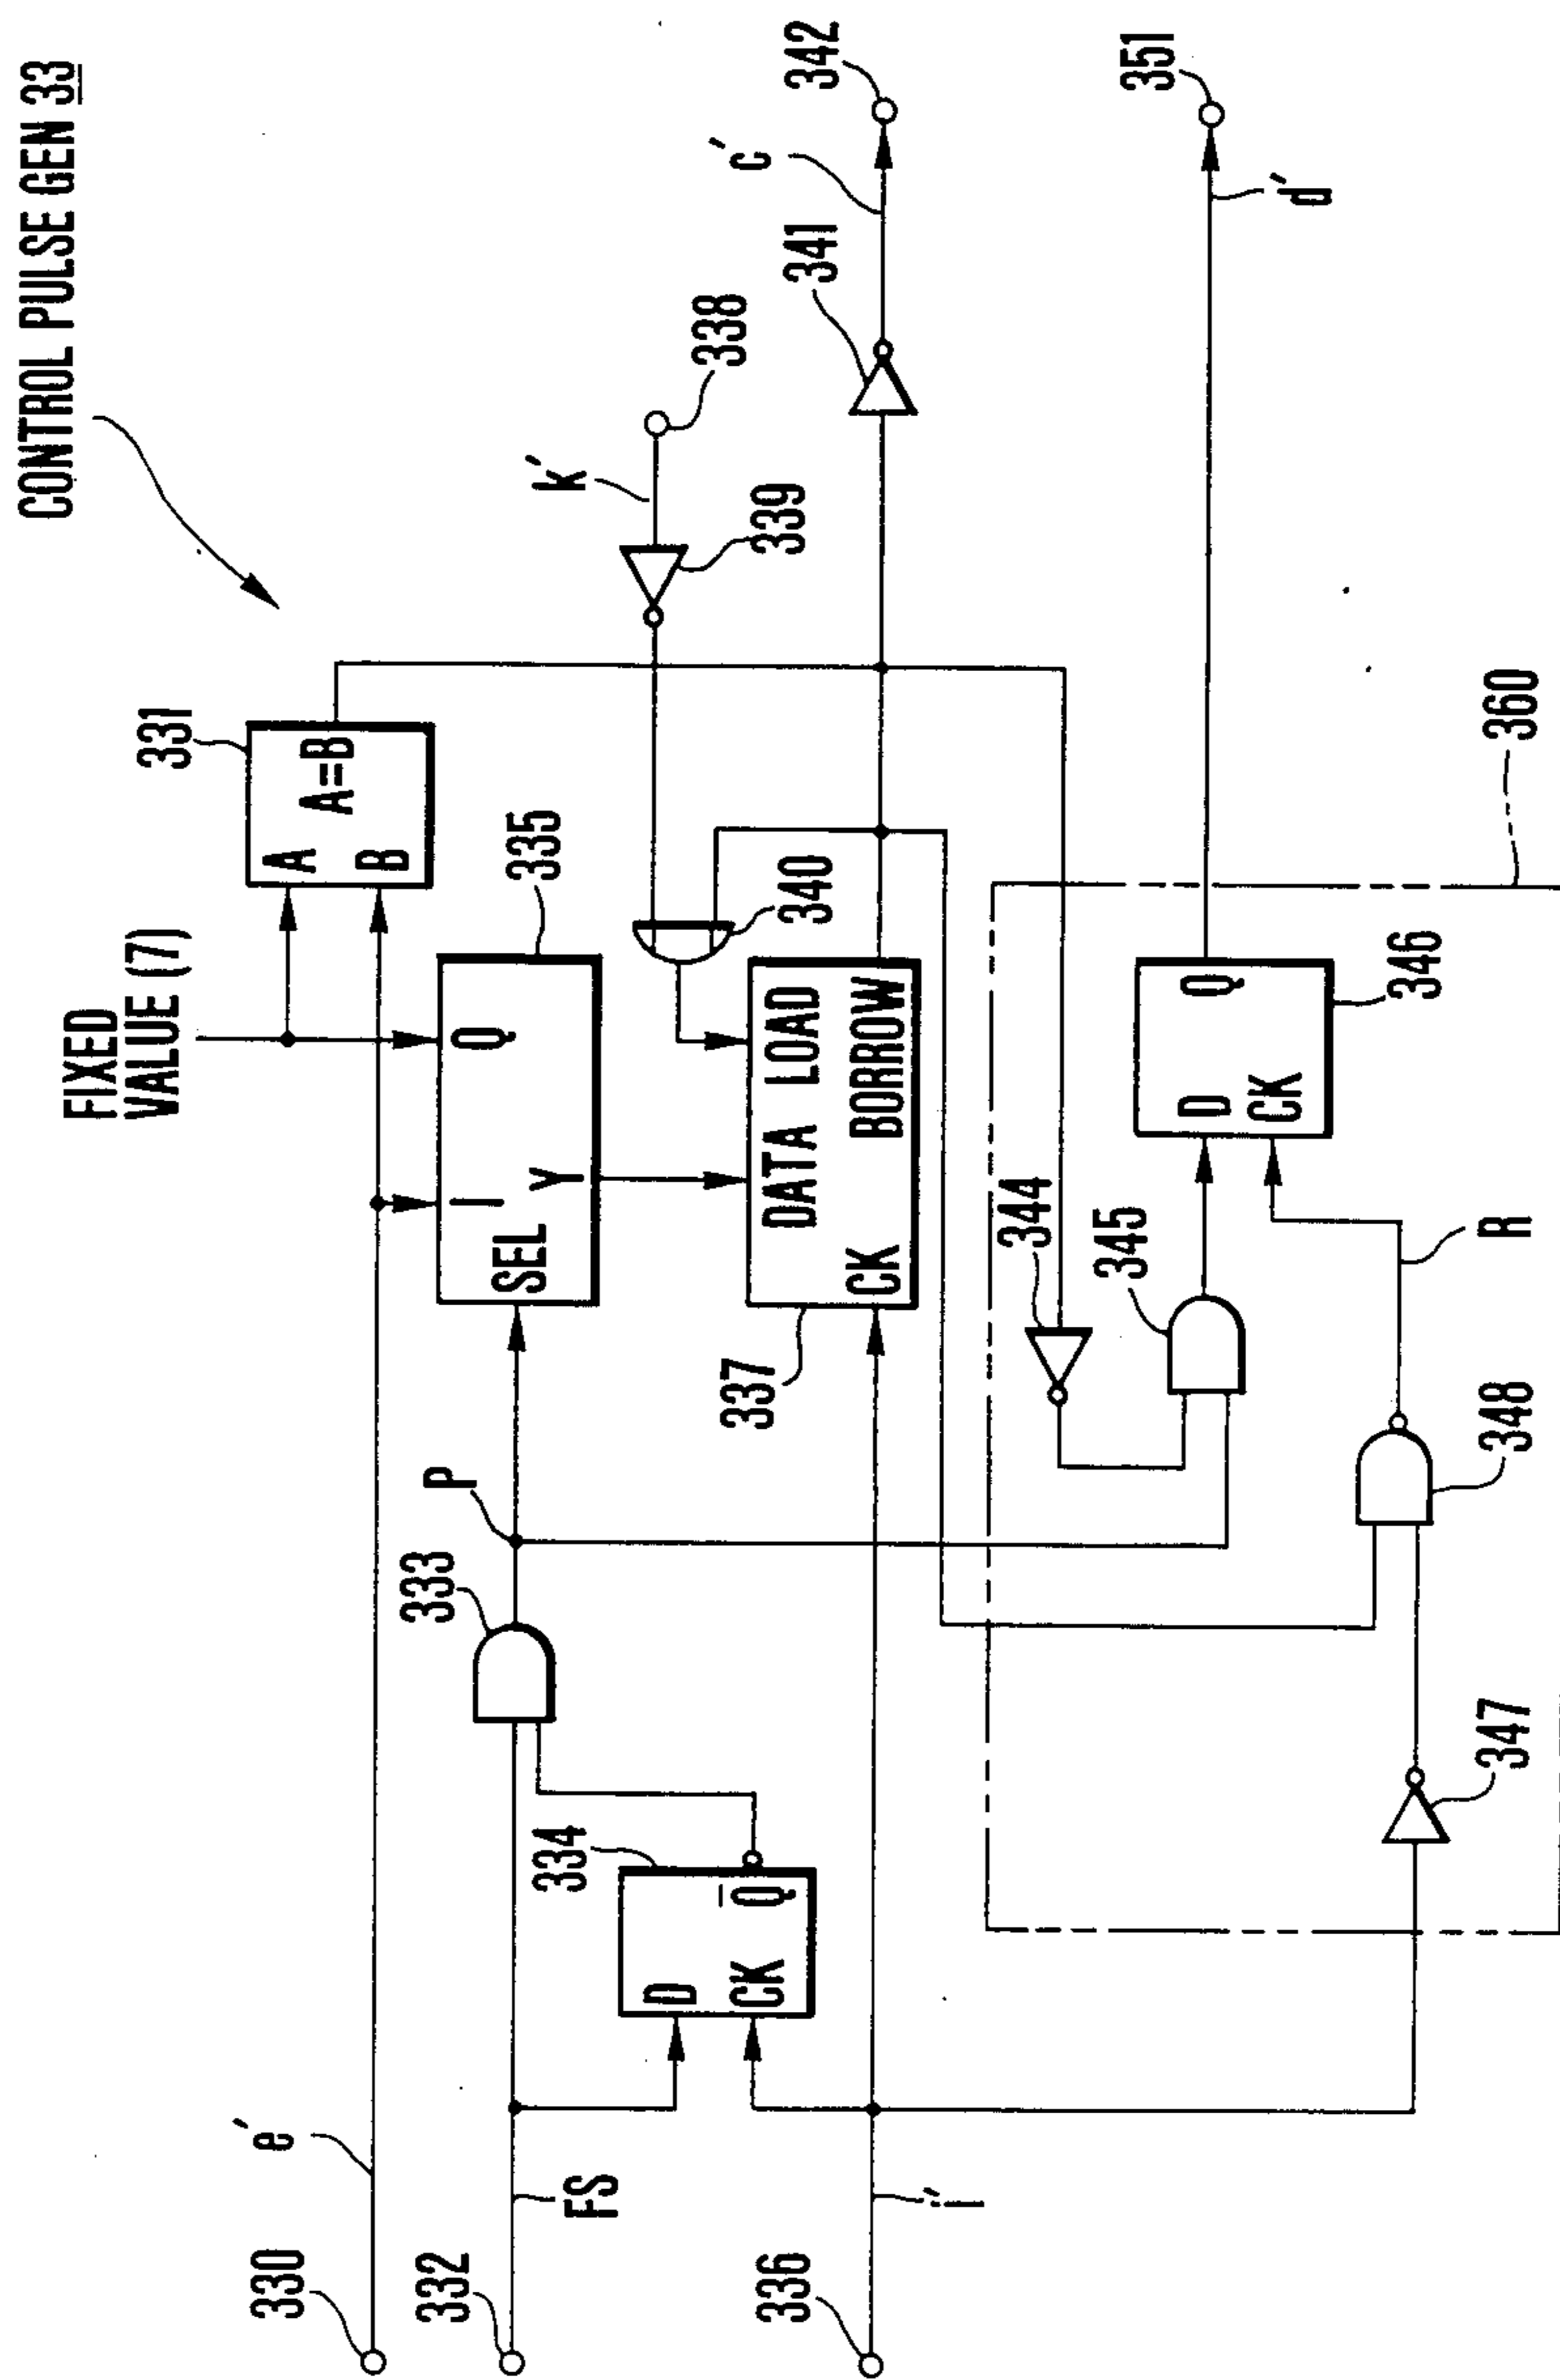 CONTROL PULSE GEN 33
FIXED
VALUE (7)
331
A
A=B
B
330
e'
335
I
Q
SEL
Y
P
333
332
FS
334
D
Q̅
CK
k'
338
339
340
337
DATA
LOAD
CK
BORROW
336
i'
341
c'
342
344
345
D
Q
CK
346
d'
351
347
348
R
360